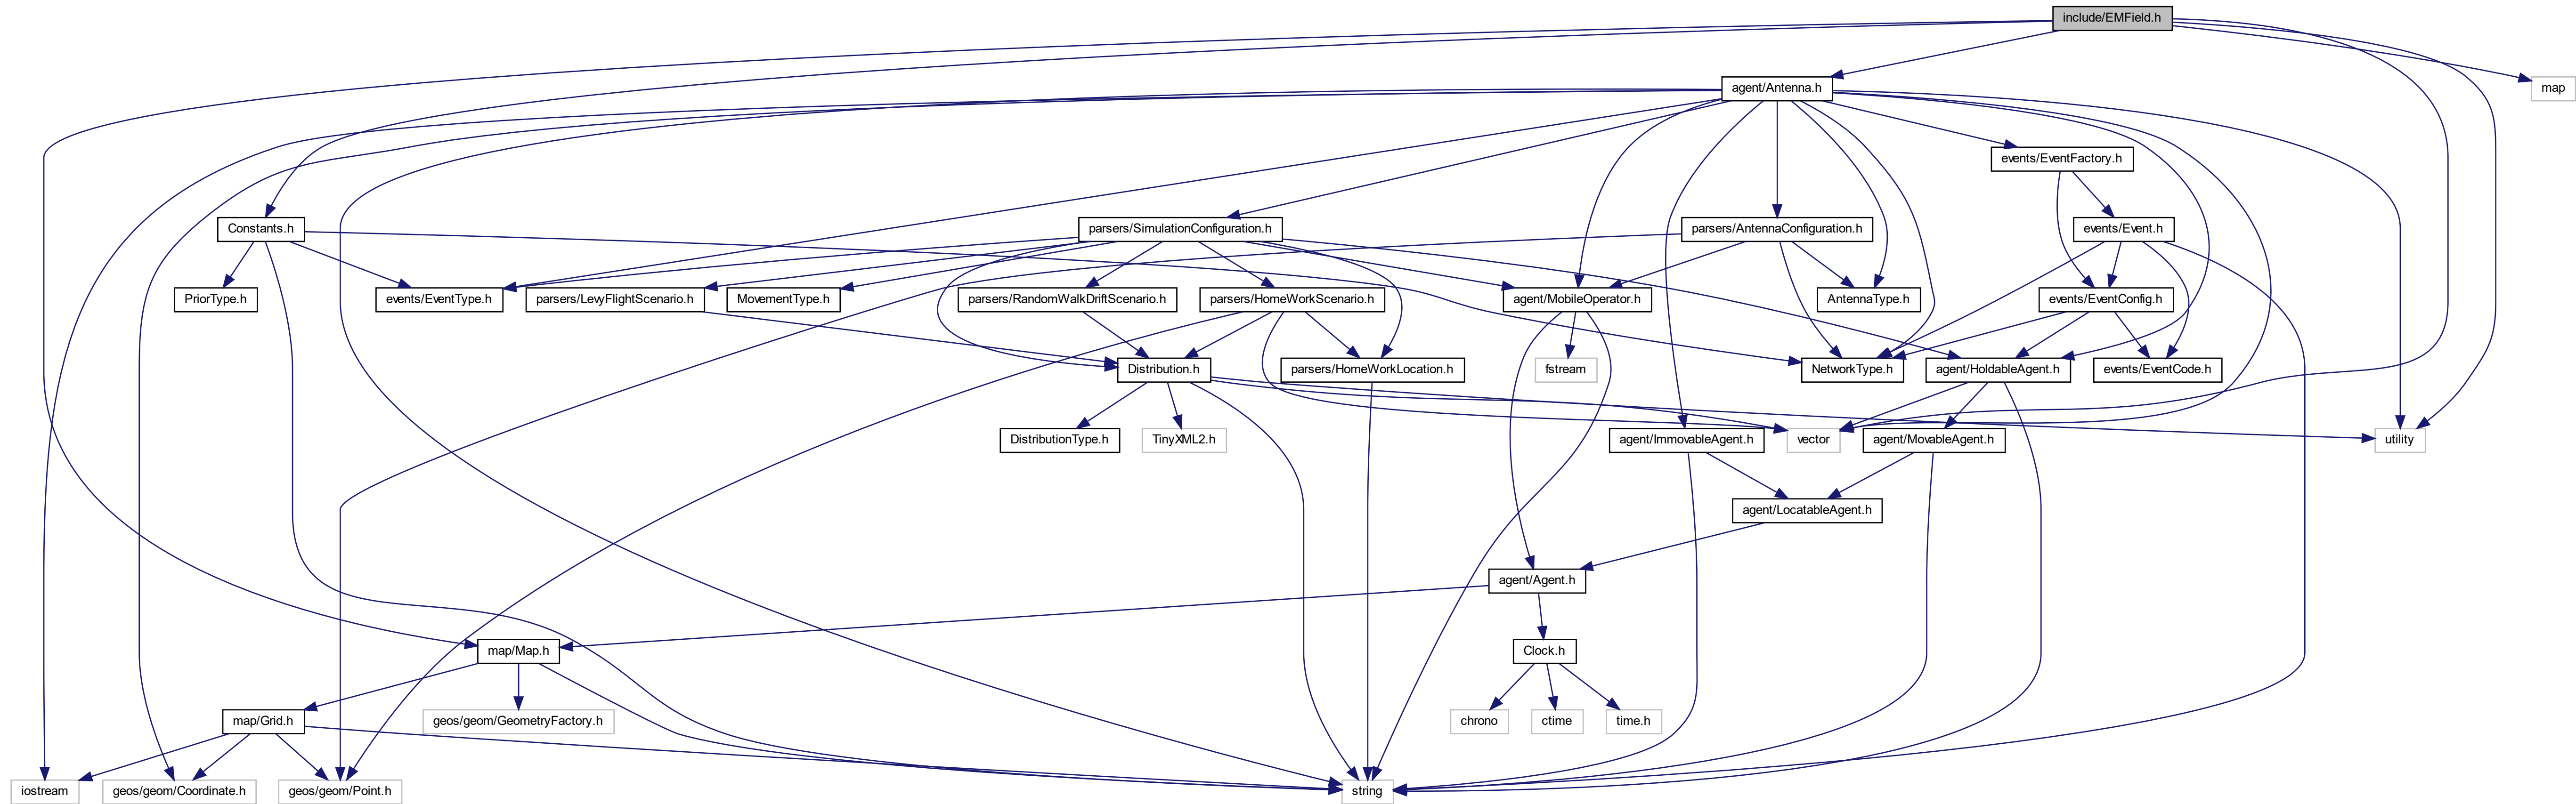 include/EMField.h
agent/Antenna.h
map
events/EventFactory.h
Constants.h
parsers/SimulationConfiguration.h
parsers/AntennaConfiguration.h
events/Event.h
PriorType.h
events/EventType.h
parsers/LevyFlightScenario.h
MovementType.h
parsers/RandomWalkDriftScenario.h
parsers/HomeWorkScenario.h
agent/MobileOperator.h
AntennaType.h
events/EventConfig.h
Distribution.h
parsers/HomeWorkLocation.h
fstream
NetworkType.h
agent/HoldableAgent.h
events/EventCode.h
DistributionType.h
TinyXML2.h
agent/ImmovableAgent.h
vector
agent/MovableAgent.h
utility
agent/LocatableAgent.h
agent/Agent.h
map/Map.h
Clock.h
map/Grid.h
geos/geom/GeometryFactory.h
chrono
ctime
time.h
iostream
geos/geom/Coordinate.h
geos/geom/Point.h
string